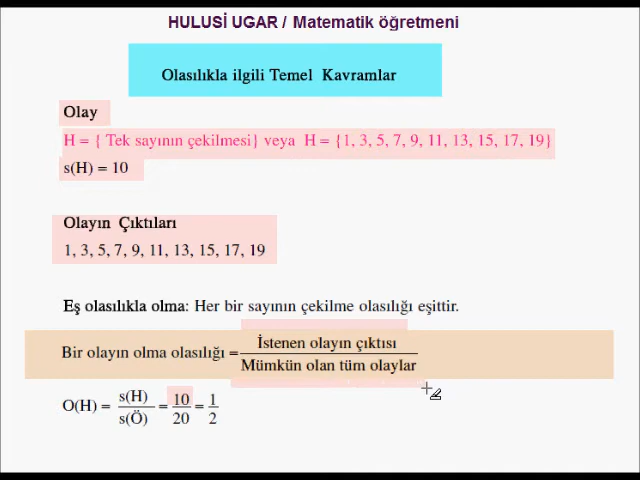 HULUSİ UGAR / Matematik öğretmeni
Olasılıkla ilgili Temel Kavramlar
Olay
H = { Tek sayının çekilmesi} veya H = {1, 3, 5, 7, 9, 11, 13, 15, 17, 19}
s(H) = 10
Olayın Çıktıları
1, 3, 5, 7, 9, 11, 13, 15, 17, 19
Eş olasılıkla olma: Her bir sayının çekilme olasılığı eşittir.
Bir olayın olma olasılığı = İstenen olayın çıktısı / Mümkün olan tüm olaylar
O(H) = s(H) / s(Ö) = 10 / 20 = 1 / 2